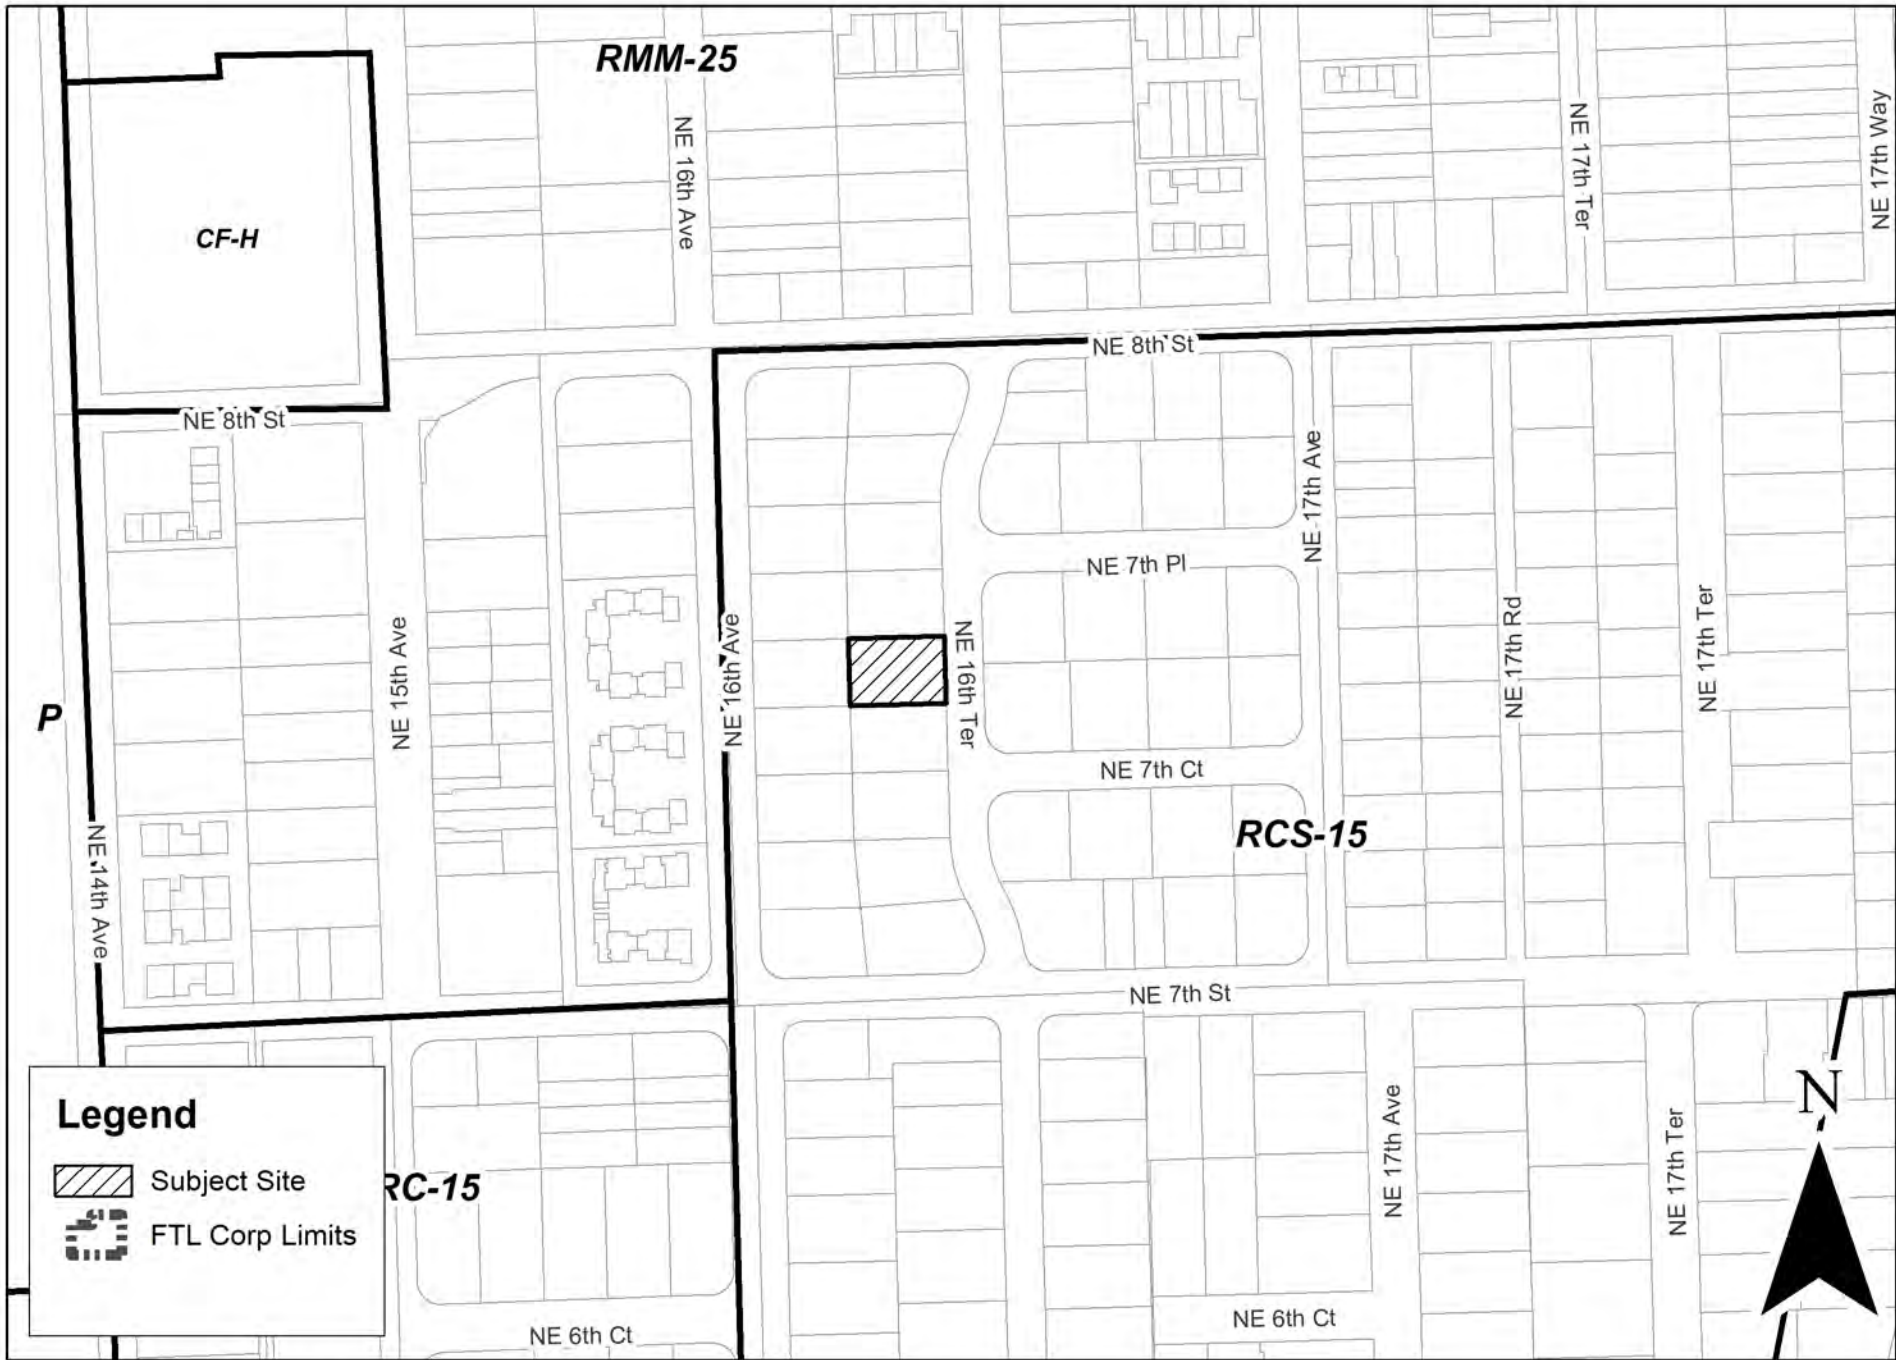 RMM-25
NE 16th Ave
NE 17th Ter
NE 17th Way
CF-H
NE 8th St
NE 8th St
NE 17th Ave
NE 7th Pl
NE 15th Ave
NE 16th Ave
NE 16th Ter
NE 17th Rd
NE 17th Ter
P
NE 7th Ct
RCS-15
NE 14th Ave
NE 7th St
N
Legend
Subject Site
FTL Corp Limits
RC-15
NE 17th Ave
NE 17th Ter
NE 6th Ct
NE 6th Ct